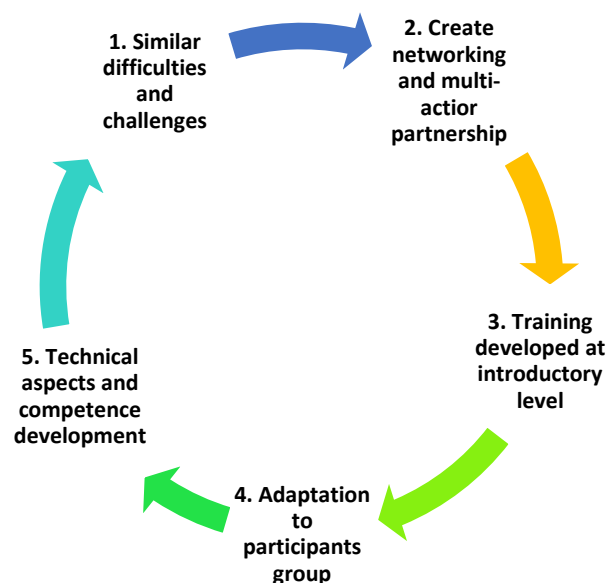 1. Similar
difficulties
and
challenges
2. Create
networking
and multi-
actior
partnership
3. Training
developed at
introductory
level
4. Adaptation
to
participants
group
5. Technical
aspects and
competence
development